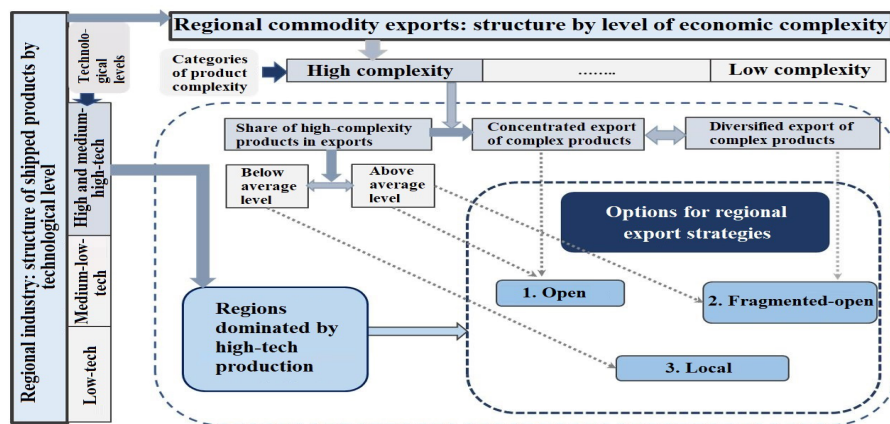 Regional commodity exports: structure by level of economic complexity
Regional industry: structure of shipped products by
technological level
Technolo-
gical
levels
Categories
of product
complexity
High complexity
……..
Low complexity
High and medium-
high-tech
Medium-low-
tech
Low-tech
Share of high-complexity
products in exports
Concentrated export
of complex products
Diversified export of
complex products
Below
average
level
Above
average
level
Options for regional
export strategies
1. Open
2. Fragmented-open
3. Local
Regions
dominated by
high-tech
production